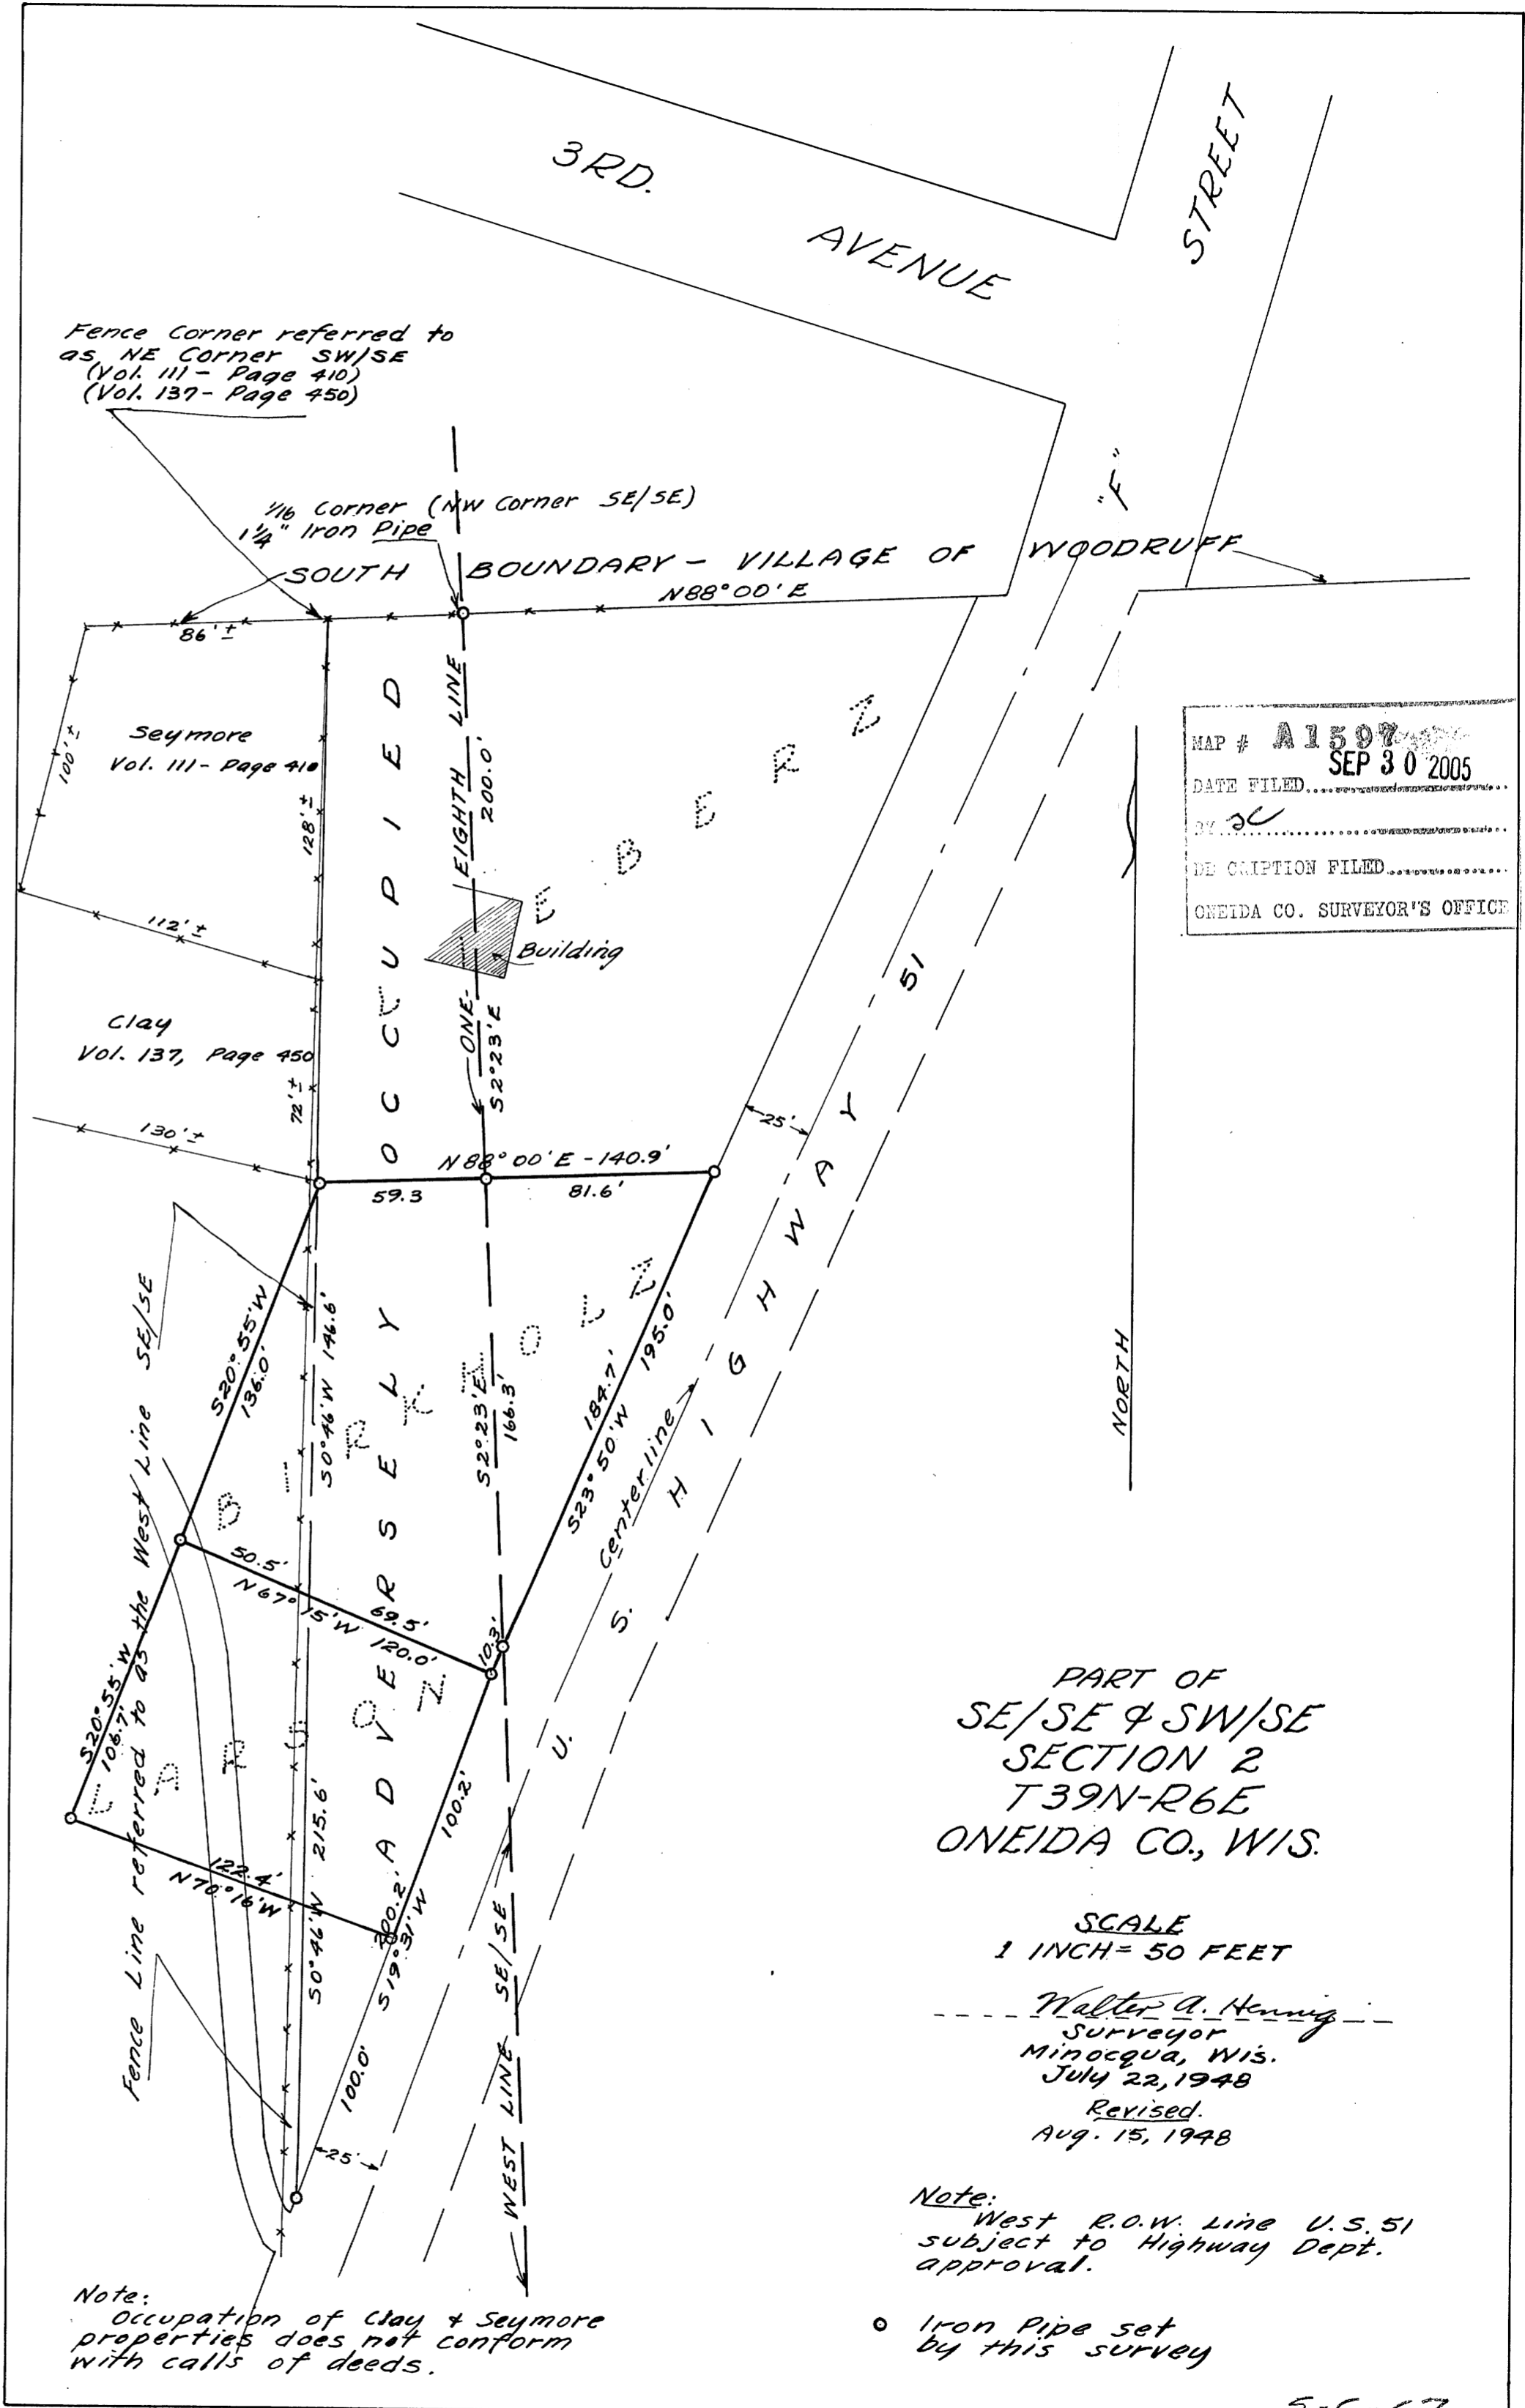 3RD.
AVENUE
STREET
"F"
Fence Corner referred to
as NE Corner SW/SE
(Vol. 111 - Page 410)
(Vol. 137 - Page 450)
1/16 Corner (NW Corner SE/SE)
1 1/4" Iron Pipe
SOUTH BOUNDARY - VILLAGE OF WOODRUFF
N88°00'E
86'±
100'±
Seymore
Vol. 111 - Page 410
128'±
112'±
Clay
Vol. 137, Page 450
72'±
130'±
OCCUPIED
ADVERSELY
ONE-EIGHTH LINE
200.0'
S2°23'E
EBERZ
Building
MAP # A1597
SEP 30 2005
DATE FILED
BY
DESCRIPTION FILED
ONEIDA CO. SURVEYOR'S OFFICE
N88°00'E - 140.9'
59.3
81.6'
25'
U. S. HIGHWAY 51
Centerline
NORTH
S20°55'W
136.0'
S0°46'W 146.6'
BIRKHOLZ
S2°23'E
166.3'
184.7'
195.0'
S23°50'W
50.5'
N67°15'W
69.5'
120.0'
10.3'
S20°55'W
106.7'
LARSON
S0°46'W 215.6'
100.2'
122.4'
N70°16'W
200.2'
S19°31'W
100.0'
25'
Fence Line referred to as the West Line SE/SE
WEST LINE SE/SE
PART OF
SE/SE & SW/SE
SECTION 2
T39N-R6E
ONEIDA CO., WIS.
SCALE
1 INCH = 50 FEET
Walter A. Hennig
Surveyor
Minocqua, Wis.
July 22, 1948
Revised.
Aug. 15, 1948
Note:
West R.O.W. Line U.S. 51
subject to Highway Dept.
approval.
Iron Pipe set
by this survey
Note:
Occupation of Clay & Seymore
properties does not conform
with calls of deeds.